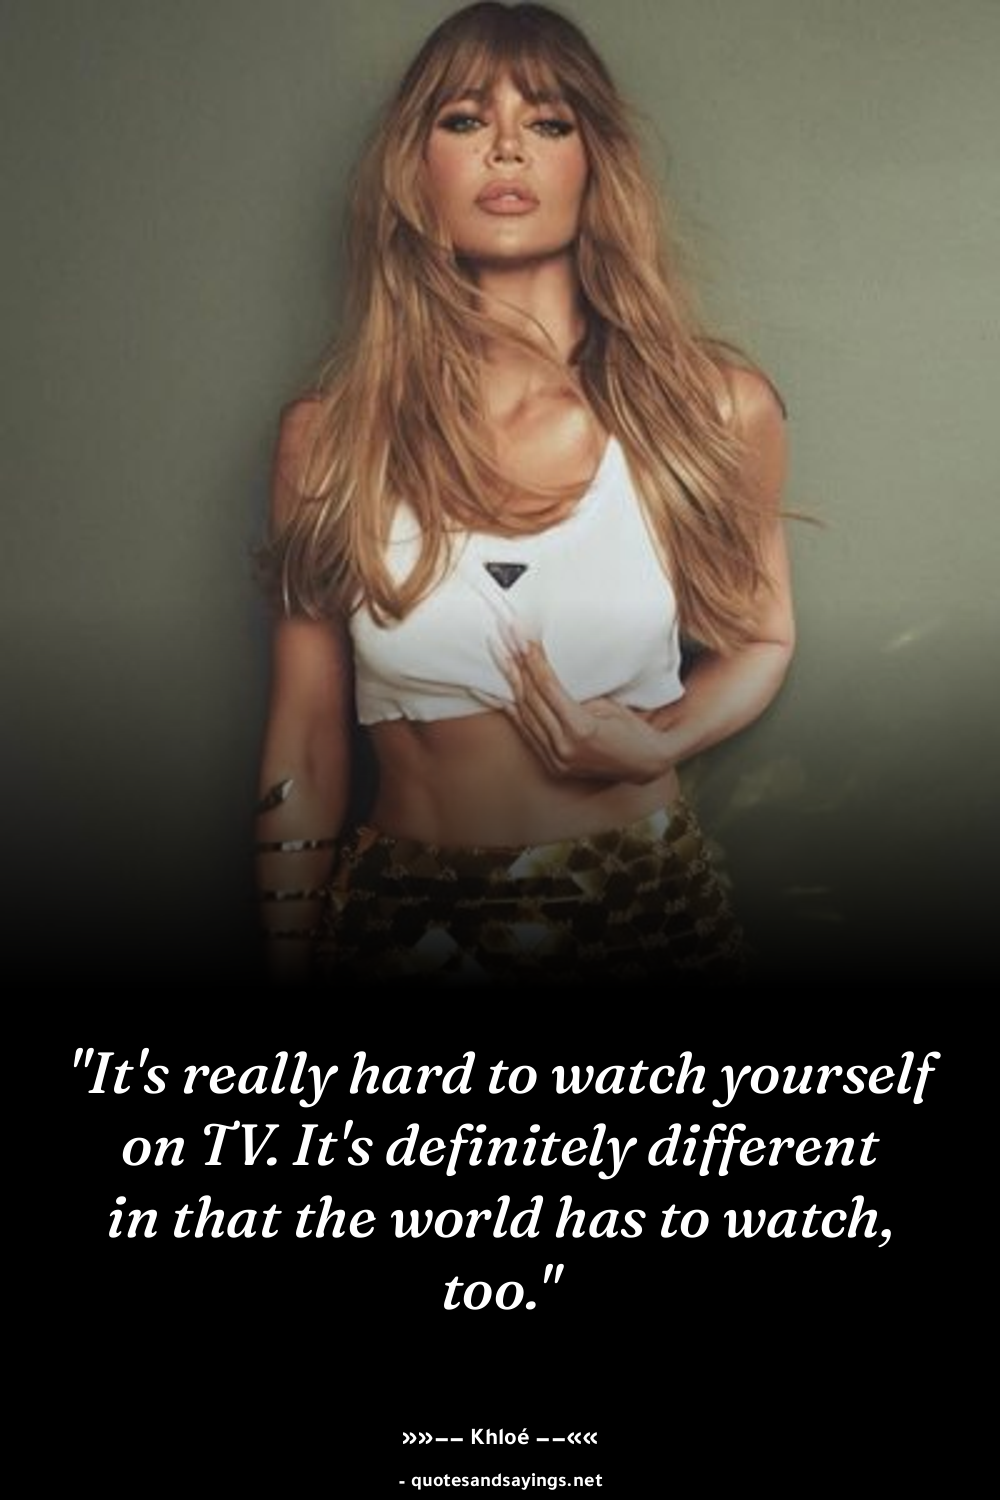 "It's really hard to watch yourself
on TV. It's definitely different
in that the world has to watch,
too."
»»−− Khloé −−««
- quotesandsayings.net